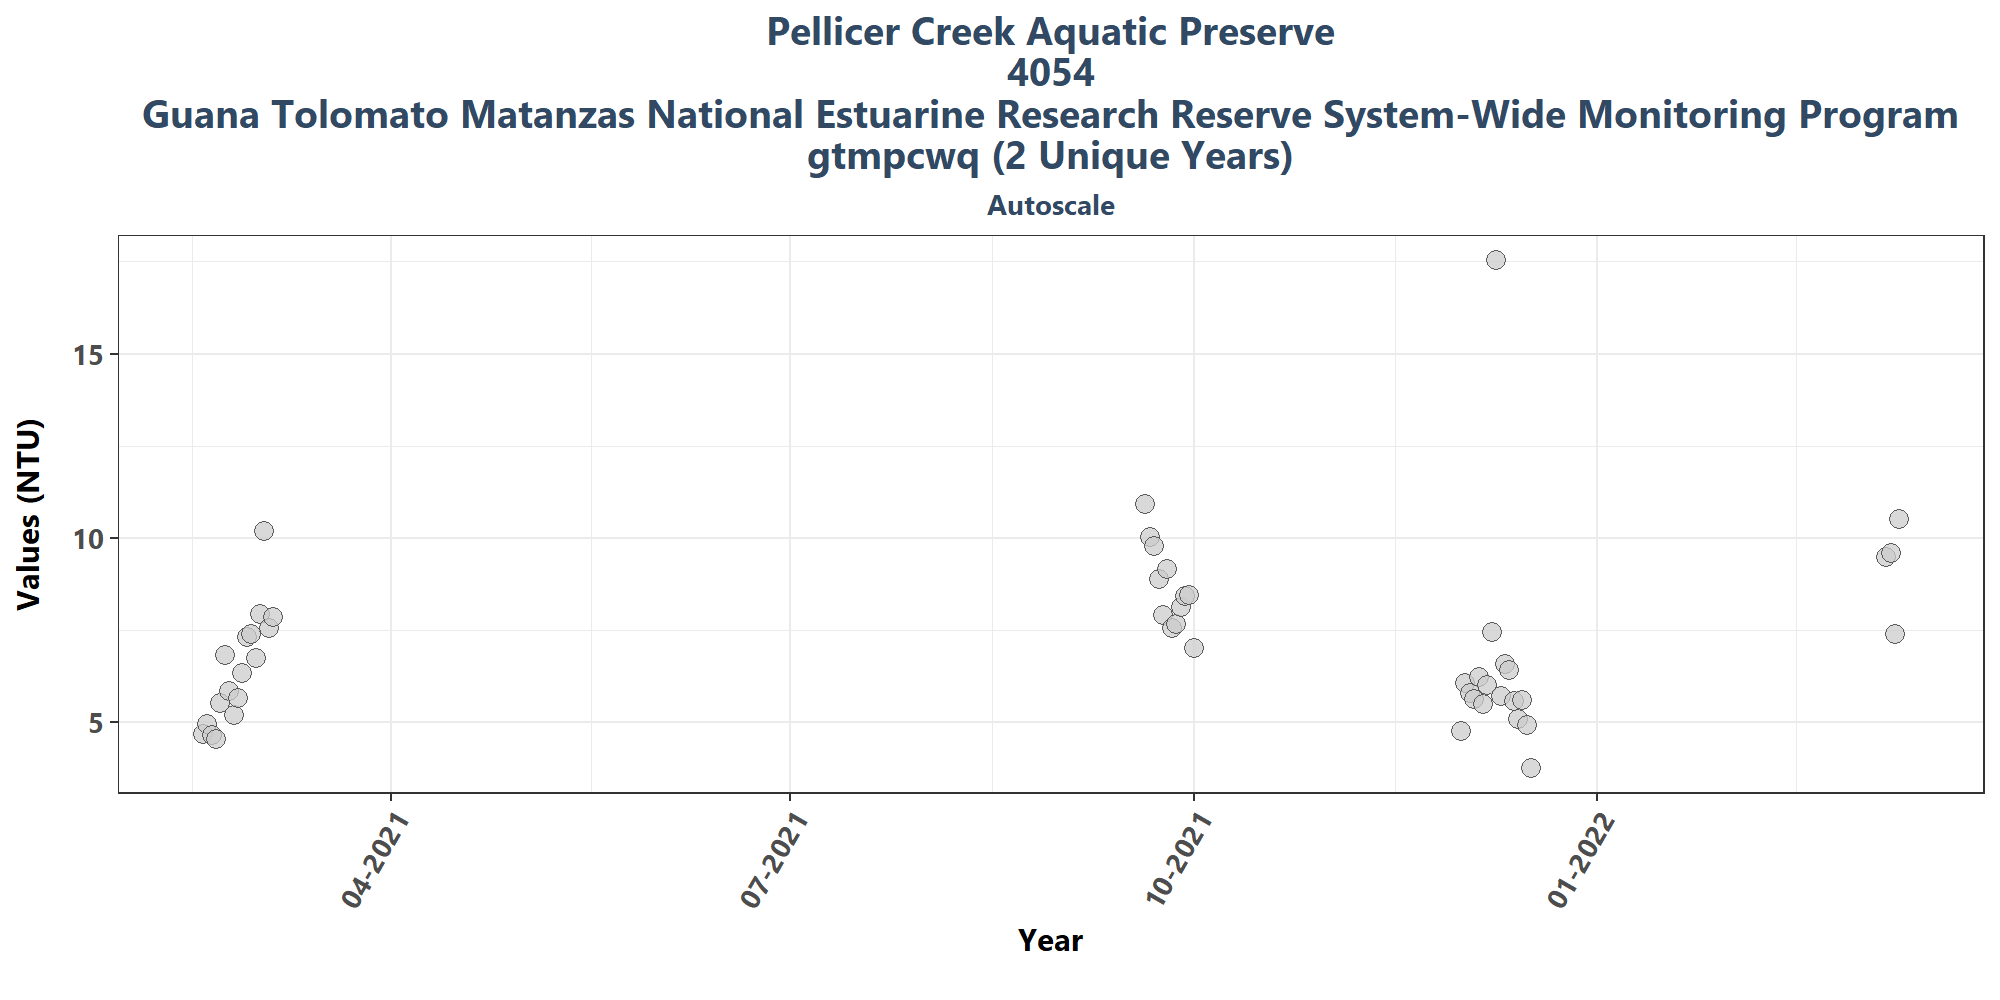 Pellicer Creek Aquatic Preserve
4054
Guana Tolomato Matanzas National Estuarine Research Reserve System-Wide Monitoring Program
gtmpcwq (2 Unique Years)
Autoscale
Values (NTU)
15
10
5
04-2021
07-2021
10-2021
01-2022
Year